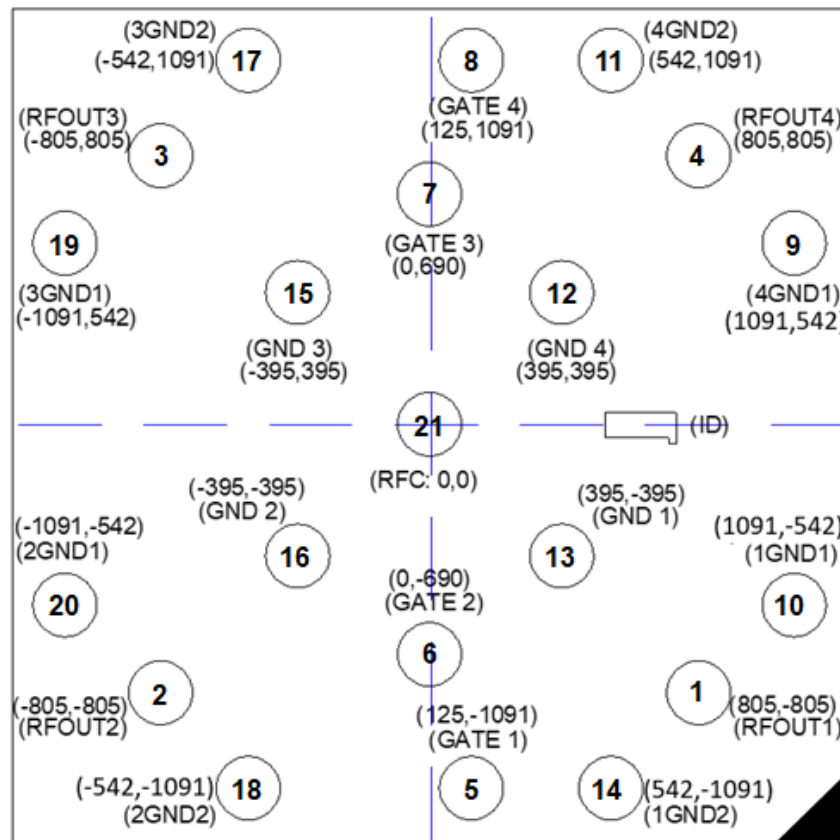 (3GND2)
(-542,1091)
17
8
11
(4GND2)
(542,1091)
(GATE 4)
(125,1091)
(RFOUT3)
(-805,805)
3
4
(RFOUT4)
(805,805)
7
(GATE 3)
(0,690)
19
(3GND1)
(-1091,542)
9
(4GND1)
(1091,542)
15
(GND 3)
(-395,395)
12
(GND 4)
(395,395)
21
(RFC: 0,0)
(ID)
(-395,-395)
(GND 2)
16
(395,-395)
(GND 1)
13
(-1091,-542)
(2GND1)
20
(1091,-542)
(1GND1)
10
(0,-690)
(GATE 2)
6
2
(-805,-805)
(RFOUT2)
1
(805,-805)
(RFOUT1)
(125,-1091)
(GATE 1)
5
(-542,-1091)
(2GND2)
18
14
(542,-1091)
(1GND2)